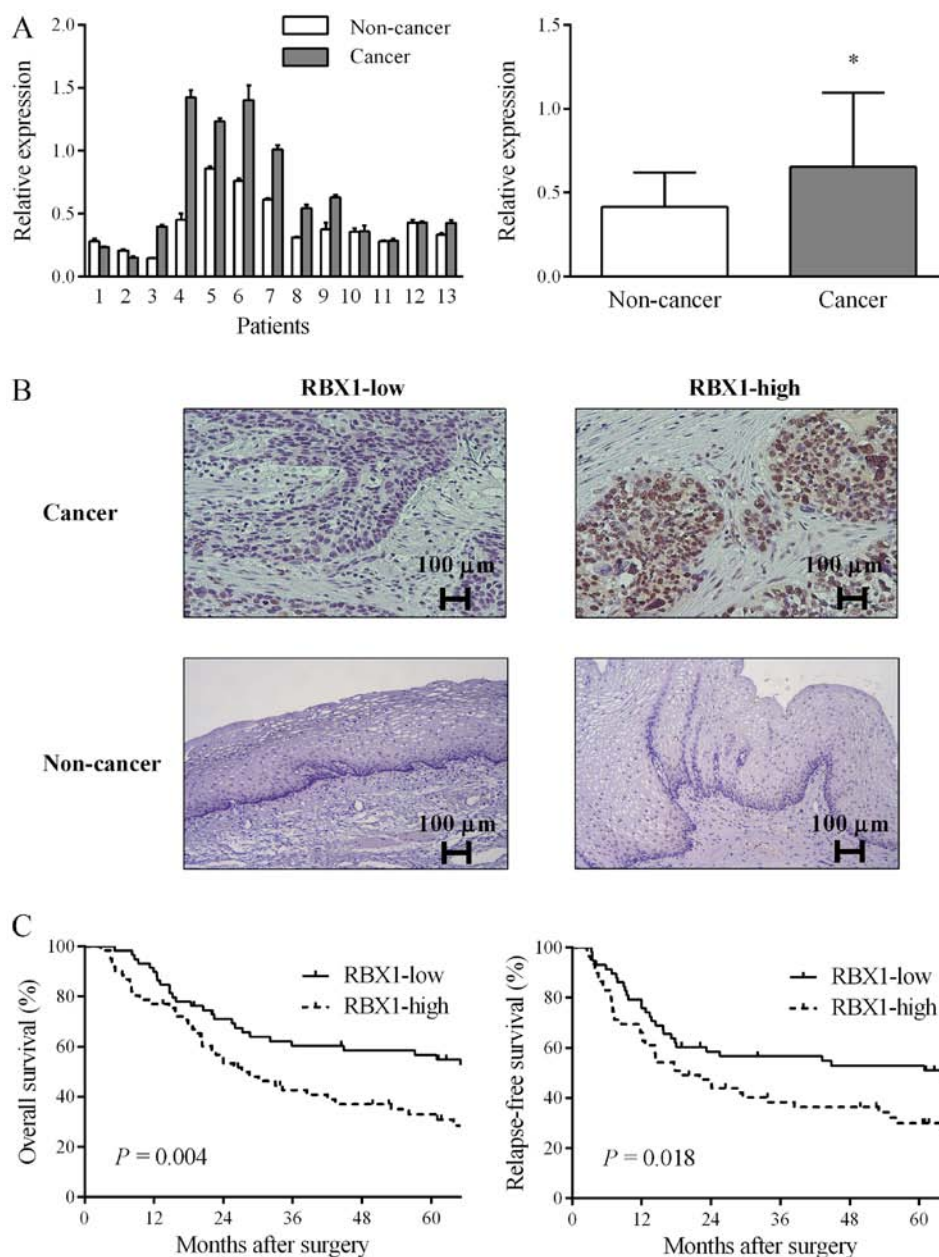 A
Relative expression
2.0
1.5
1.0
0.5
0.0
Non-cancer
Cancer
1 2 3 4 5 6 7 8 9 10 11 12 13
Patients
Relative expression
1.5
1.0
0.5
0.0
*
Non-cancer Cancer
B
RBX1-low RBX1-high
Cancer
100 μm
100 μm
Non-cancer
100 μm
100 μm
C
Overall survival (%)
100
80
60
40
20
0
RBX1-low
RBX1-high
P = 0.004
0 12 24 36 48 60
Months after surgery
Relapse-free survival (%)
100
80
60
40
20
0
RBX1-low
RBX1-high
P = 0.018
0 12 24 36 48 60
Months after surgery